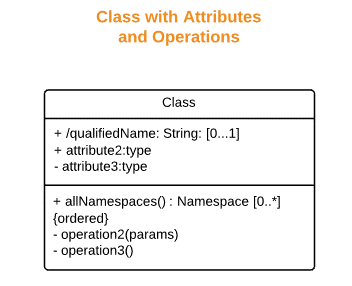 Class with Attributes
and Operations
Class
+ /qualifiedName: String: [0...1]
+ attribute2:type
- attribute3:type
+ allNamespaces() : Namespace [0..*]
{ordered}
- operation2(params)
- operation3()